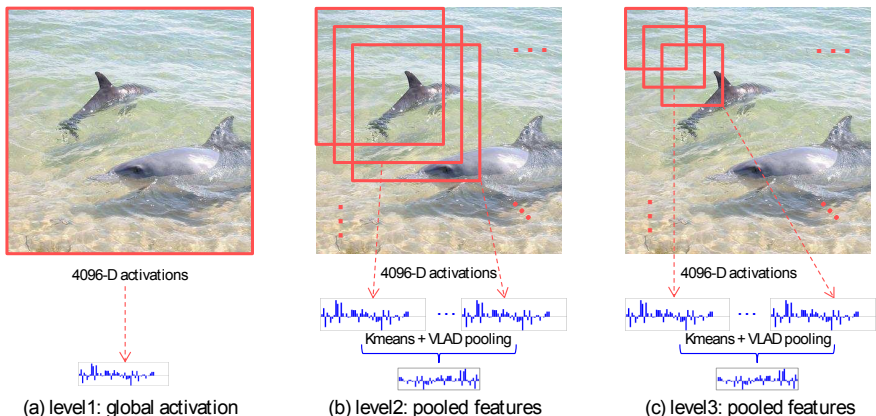 4096-D activations
(a) level1: global activation
4096-D activations
Kmeans + VLAD pooling
(b) level2: pooled features
4096-D activations
Kmeans + VLAD pooling
(c) level3: pooled features